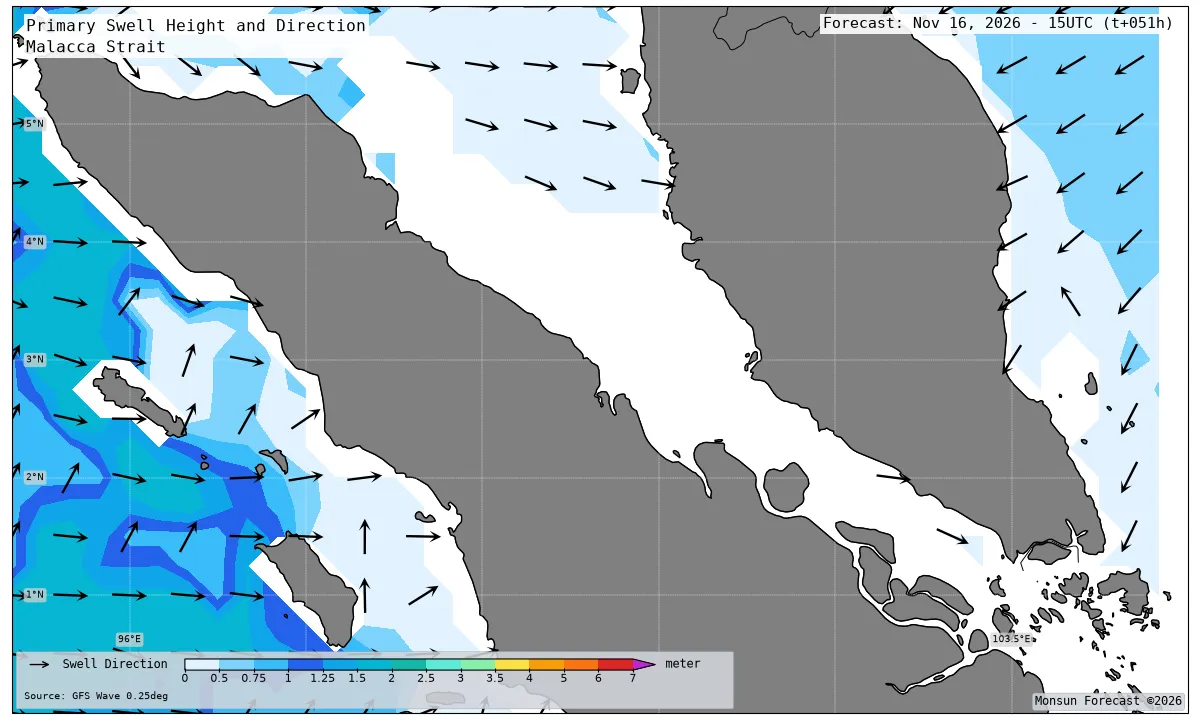 Primary Swell Height and Direction
Malacca Strait
Forecast: Nov 16, 2026 - 15UTC (t+051h)
5°N
4°N
3°N
2°N
1°N
96°E
103.5°E
Swell Direction
meter
0 0.5 0.75 1 1.25 1.5 2 2.5 3 3.5 4 5 6 7
Source: GFS Wave 0.25deg
Monsun Forecast ©2026